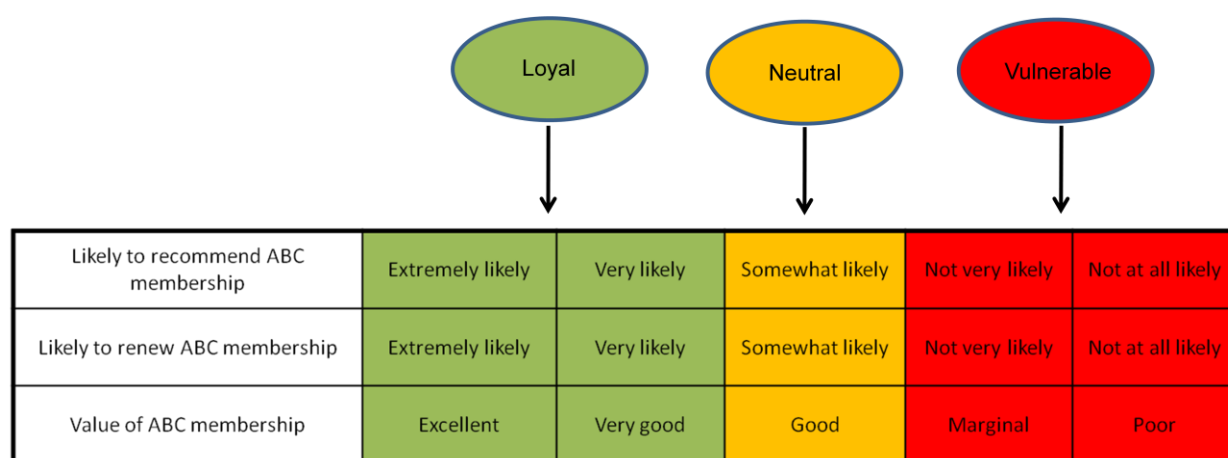 Loyal
Neutral
Vulnerable
Likely to recommend ABC
membership
Extremely likely
Very likely
Somewhat likely
Not very likely
Not at all likely
Likely to renew ABC membership
Extremely likely
Very likely
Somewhat likely
Not very likely
Not at all likely
Value of ABC membership
Excellent
Very good
Good
Marginal
Poor